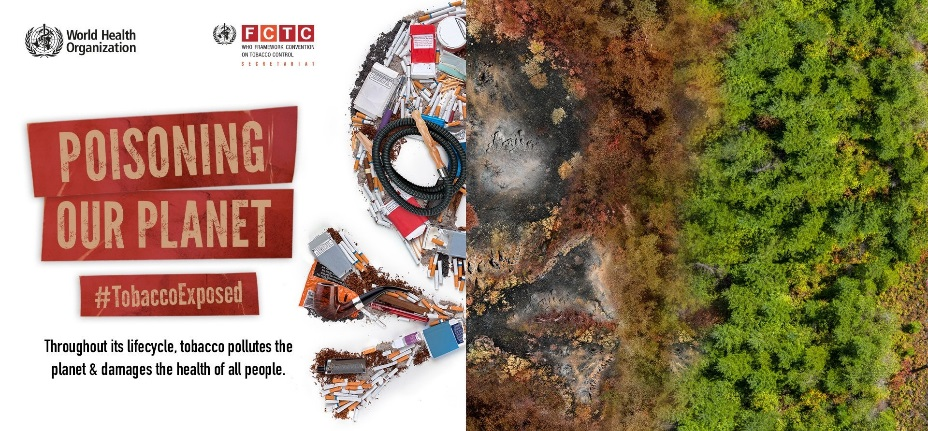 World Health
Organization
FCTC
WHO FRAMEWORK CONVENTION
ON TOBACCO CONTROL
SECRETARIAT
POISONING
OUR PLANET
#TobaccoExposed
Throughout its lifecycle, tobacco pollutes the
planet & damages the health of all people.